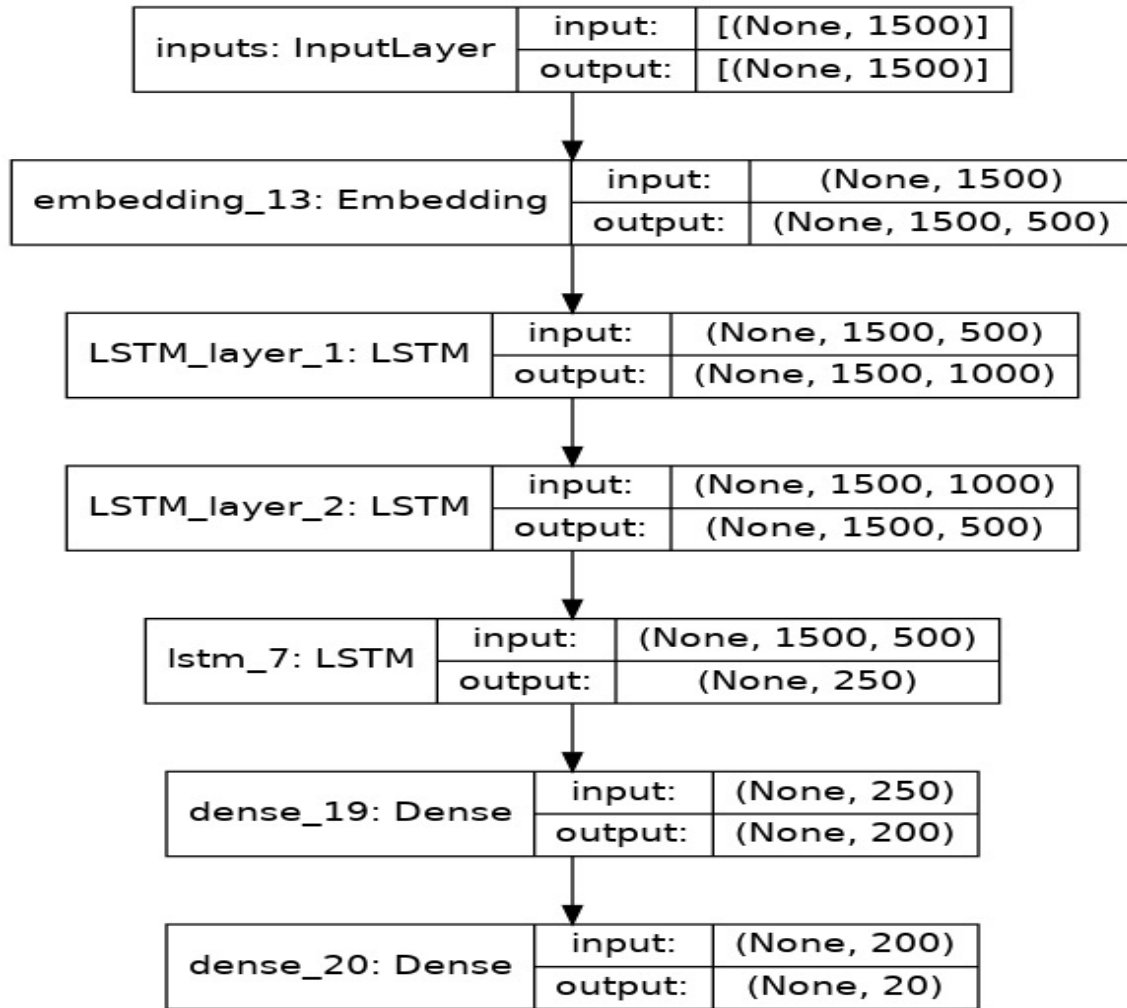 inputs: InputLayer
input: [(None, 1500)]
output: [(None, 1500)]
embedding_13: Embedding
input: (None, 1500)
output: (None, 1500, 500)
LSTM_layer_1: LSTM
input: (None, 1500, 500)
output: (None, 1500, 1000)
LSTM_layer_2: LSTM
input: (None, 1500, 1000)
output: (None, 1500, 500)
lstm_7: LSTM
input: (None, 1500, 500)
output: (None, 250)
dense_19: Dense
input: (None, 250)
output: (None, 200)
dense_20: Dense
input: (None, 200)
output: (None, 20)